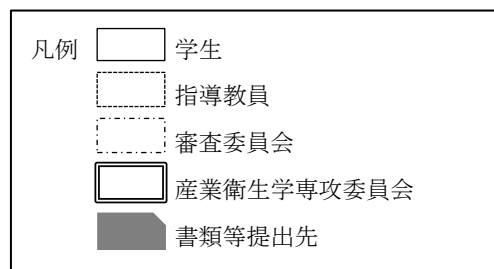 凡例 学生
指導教員
審査委員会
産業衛生学専攻委員会
書類等提出先